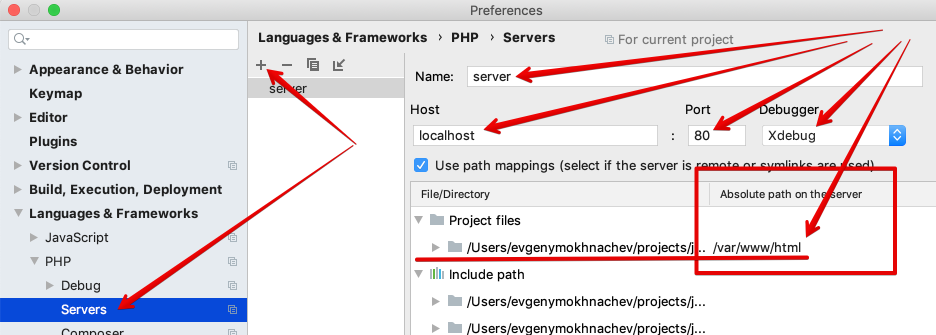 Preferences
Languages & Frameworks › PHP › Servers
For current project
Appearance & Behavior
Keymap
Editor
Plugins
Version Control
Build, Execution, Deployment
Languages & Frameworks
JavaScript
PHP
Debug
Servers
Composer
server
Name: server
Host Port Debugger
localhost : 80 Xdebug
Use path mappings (select if the server is remote or symlinks are used)
File/Directory Absolute path on the server
Project files
/Users/evgenymokhnachev/projects/j... /var/www/html
Include path
/Users/evgenymokhnachev/projects/j...
/Users/evgenymokhnachev/projects/j...